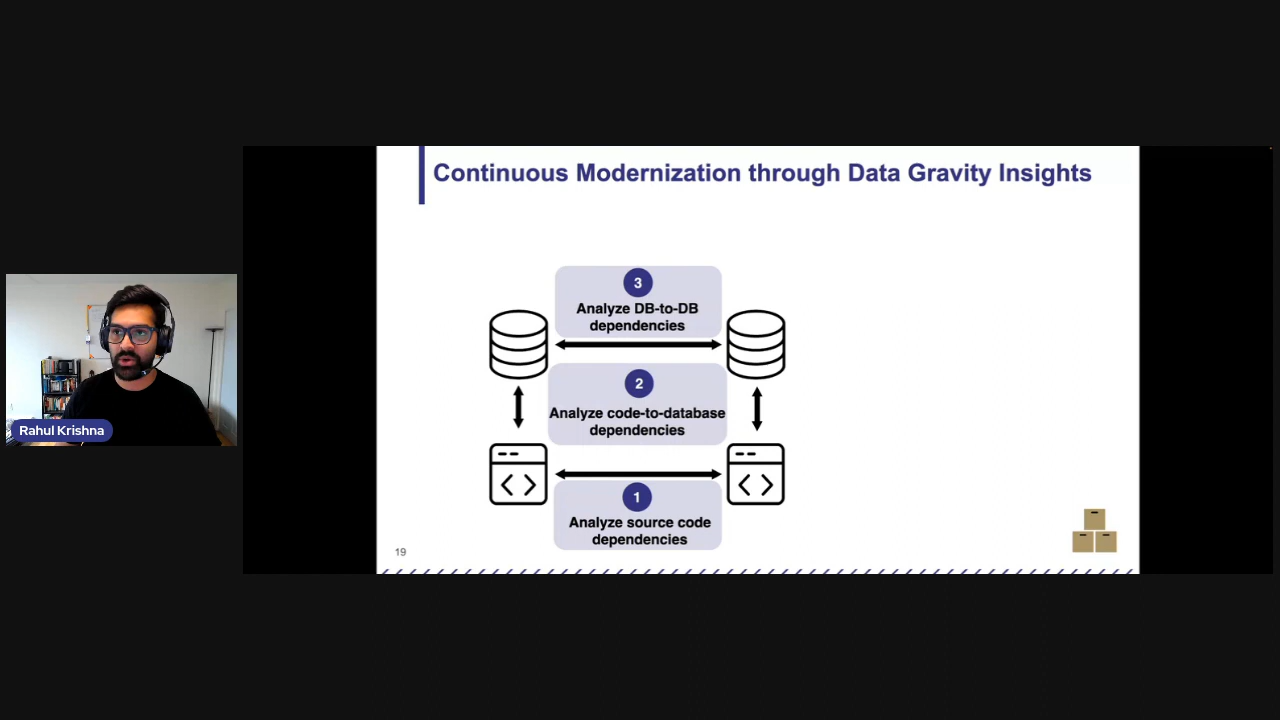 Continuous Modernization through Data Gravity Insights
3
Analyze DB-to-DB
dependencies
2
Analyze code-to-database
dependencies
1
Analyze source code
dependencies
19
Rahul Krishna